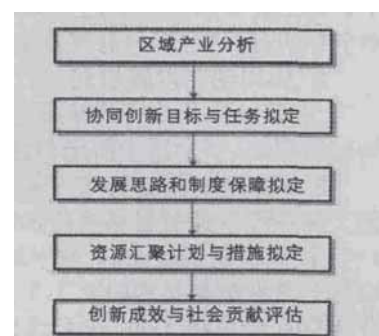 区域产业分析
协同创新目标与任务拟定
发展思路和制度保障拟定
资源汇聚计划与措施拟定
创新成效与社会贡献评估